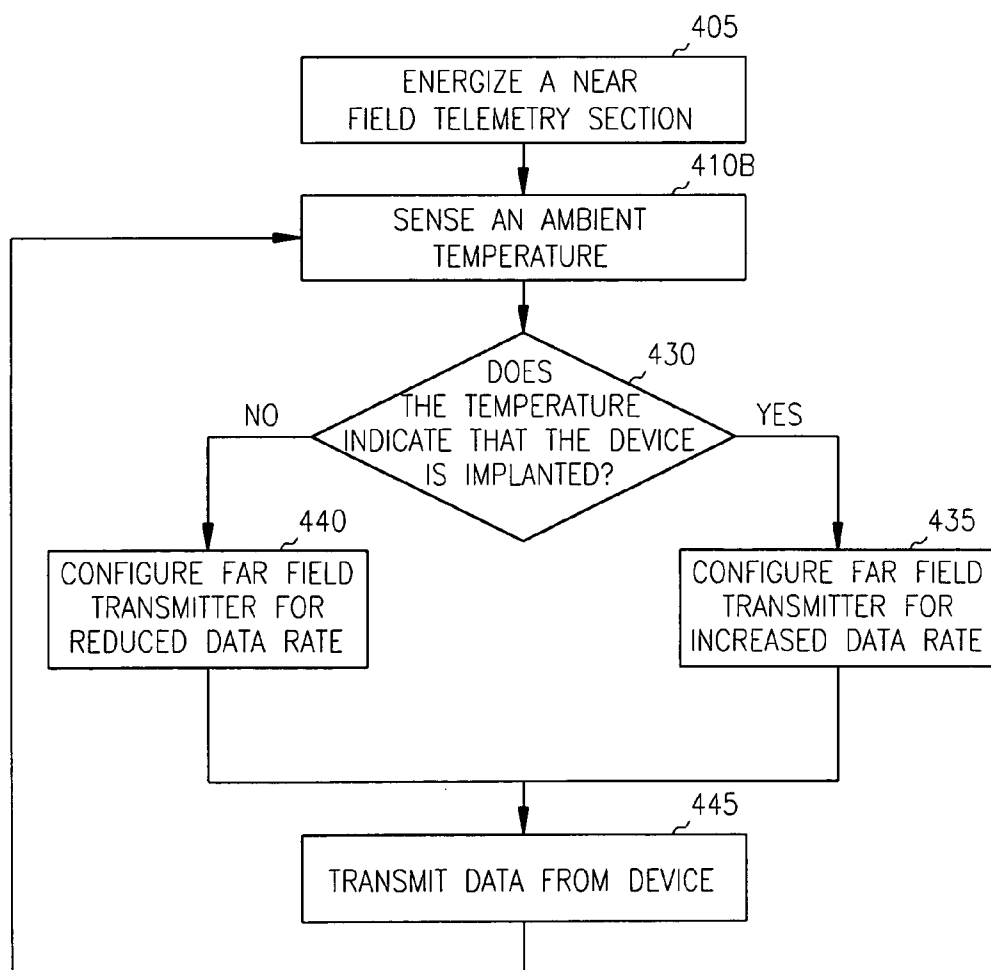 405
ENERGIZE A NEAR
FIELD TELEMETRY SECTION
410B
SENSE AN AMBIENT
TEMPERATURE
430
DOES
THE TEMPERATURE
INDICATE THAT THE DEVICE
IS IMPLANTED?
NO
YES
440
CONFIGURE FAR FIELD
TRANSMITTER FOR
REDUCED DATA RATE
435
CONFIGURE FAR FIELD
TRANSMITTER FOR
INCREASED DATA RATE
445
TRANSMIT DATA FROM DEVICE